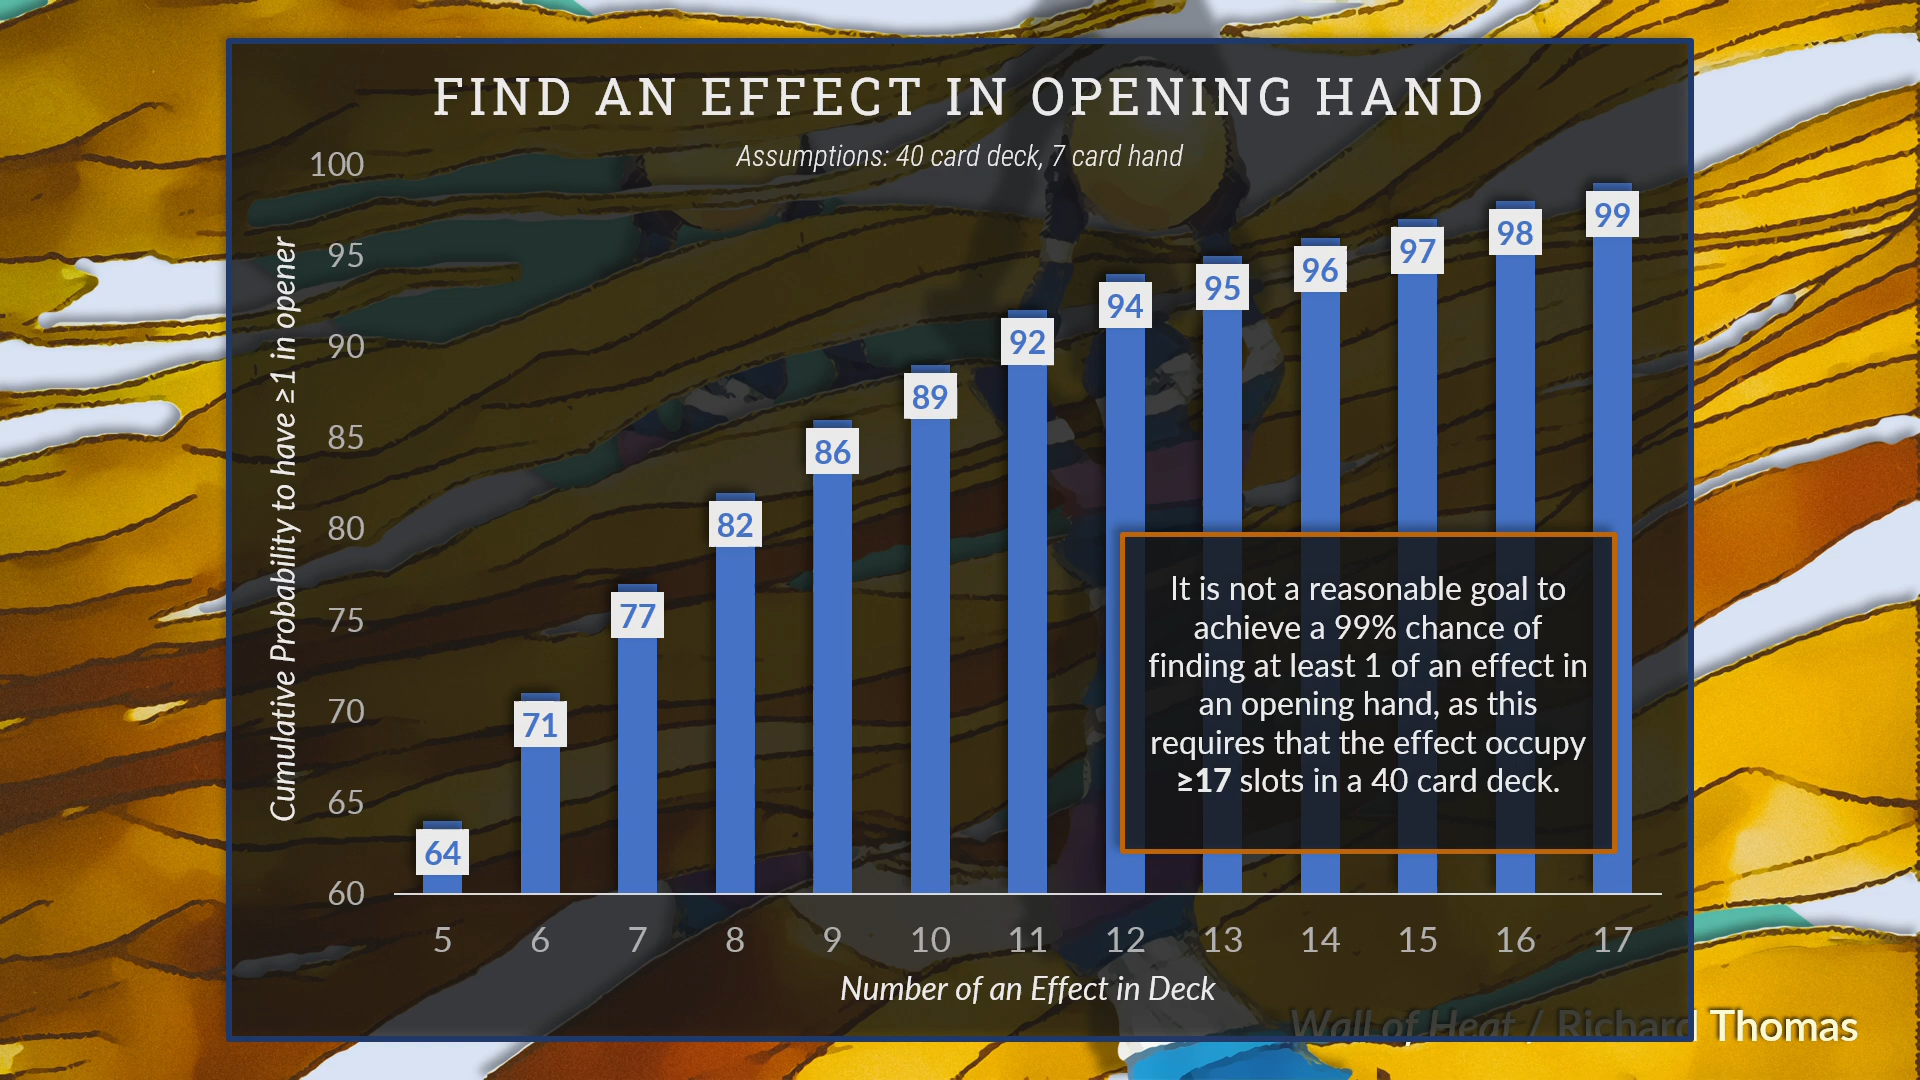 FIND AN EFFECT IN OPENING HAND
Assumptions: 40 card deck, 7 card hand
Cumulative Probability to have ≥ 1 in opener
100
95
90
85
80
75
70
65
60
64
71
77
82
86
89
92
94
95
96
97
98
99
It is not a reasonable goal to
achieve a 99% chance of
finding at least 1 of an effect in
an opening hand, as this
requires that the effect occupy
≥17 slots in a 40 card deck.
5 6 7 8 9 10 11 12 13 14 15 16 17
Number of an Effect in Deck
Wall of Heat / Richard Thomas